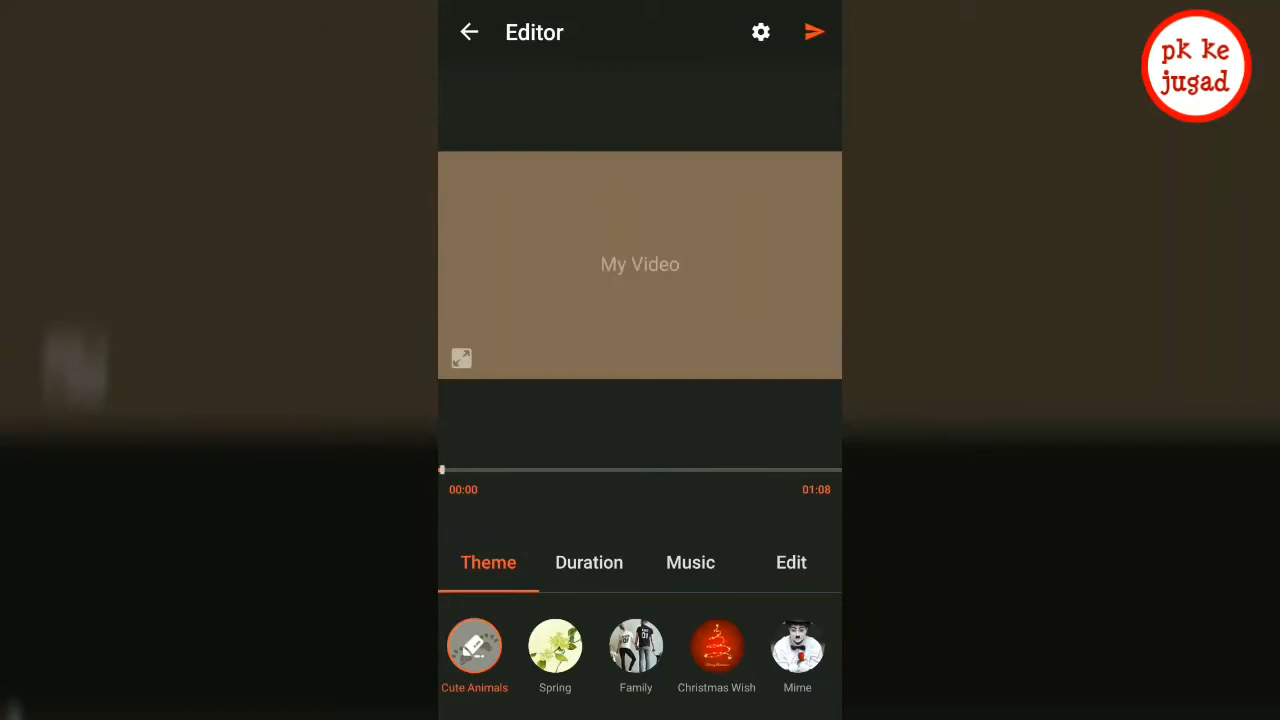 Editor
pk ke
jugad
My Video
00:00
01:08
Theme
Duration
Music
Edit
Cute Animals
Spring
Family
Christmas Wish
Mime